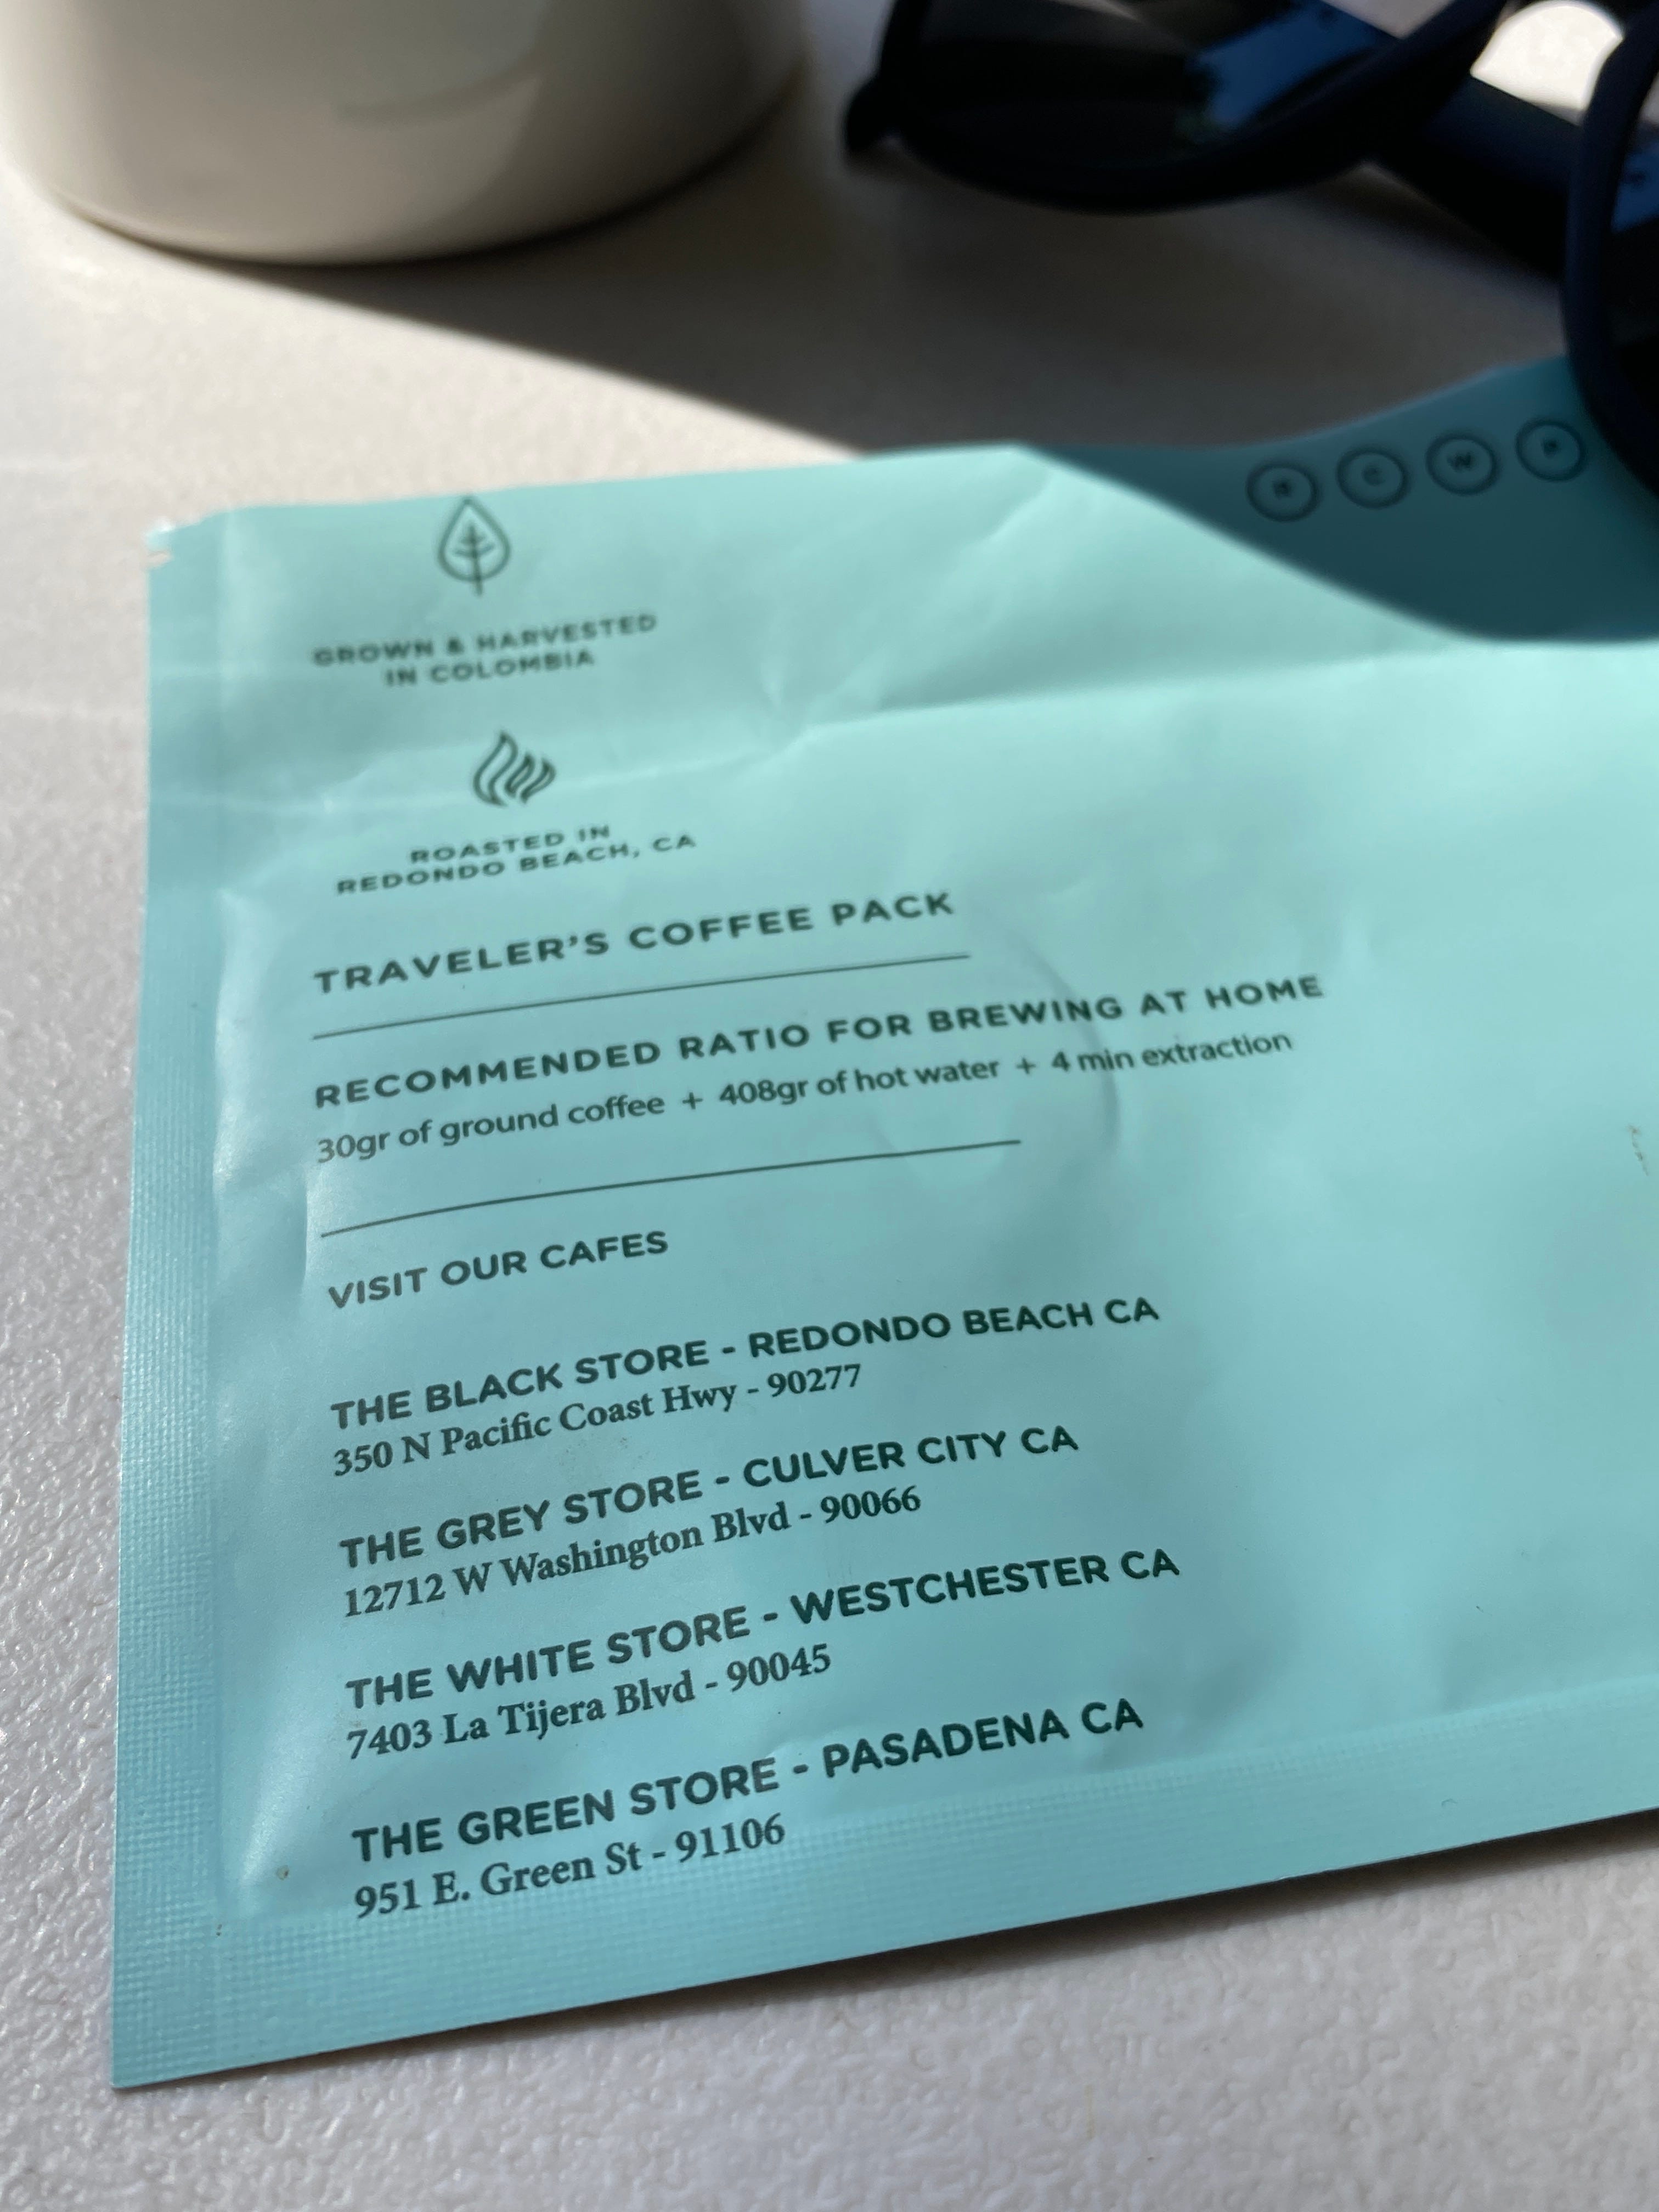 GROWN & HARVESTED
IN COLOMBIA
ROASTED IN
REDONDO BEACH, CA
TRAVELER'S COFFEE PACK
RECOMMENDED RATIO FOR BREWING AT HOME
30gr of ground coffee + 408gr of hot water + 4 min extraction
VISIT OUR CAFES
THE BLACK STORE - REDONDO BEACH CA
350 N Pacific Coast Hwy - 90277
THE GREY STORE - CULVER CITY CA
12712 W Washington Blvd - 90066
THE WHITE STORE - WESTCHESTER CA
7403 La Tijera Blvd - 90045
THE GREEN STORE - PASADENA CA
951 E. Green St - 91106